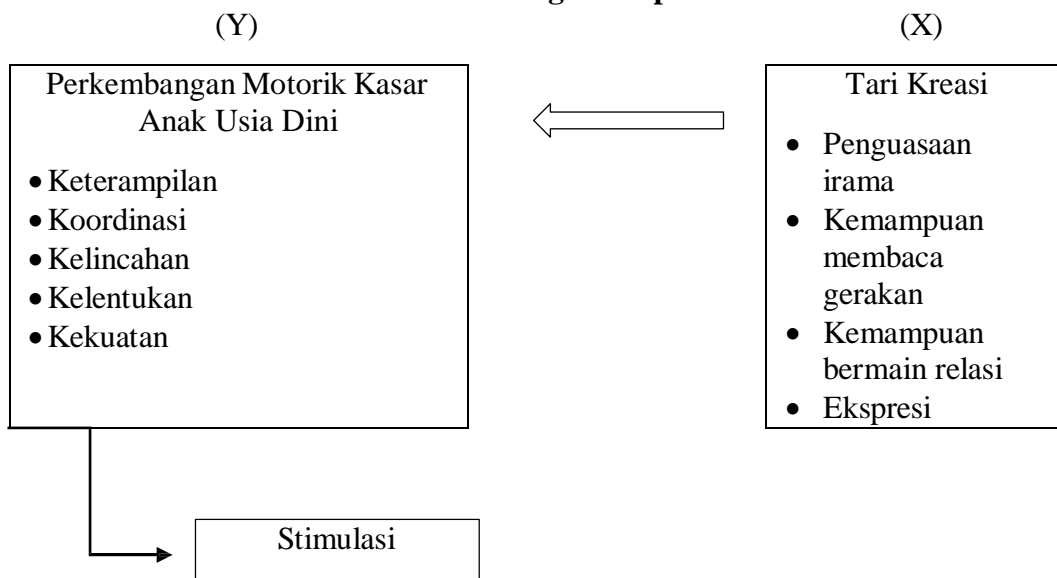 (Y)
(X)
Perkembangan Motorik Kasar
Anak Usia Dini
• Keterampilan
• Koordinasi
• Kelincahan
• Kelentukan
• Kekuatan
Tari Kreasi
• Penguasaan
irama
• Kemampuan
membaca
gerakan
• Kemampuan
bermain relasi
• Ekspresi
Stimulasi